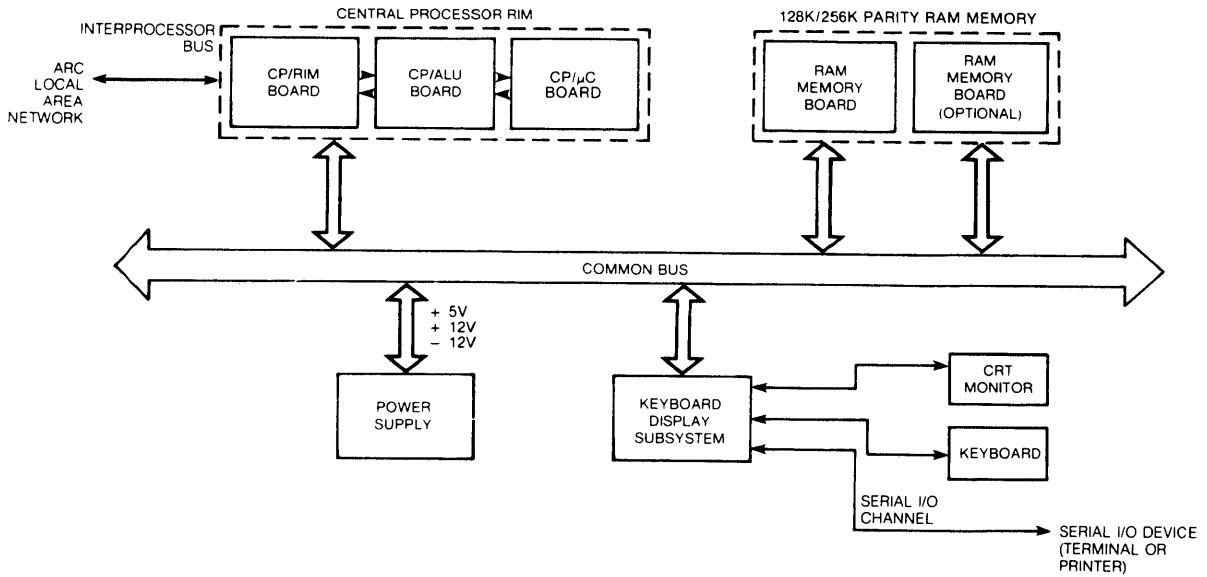 CENTRAL PROCESSOR RIM
128K/256K PARITY RAM MEMORY
INTERPROCESSOR
BUS
ARC
LOCAL
AREA
NETWORK
CP/RIM
BOARD
CP/ALU
BOARD
CP/μC
BOARD
RAM
MEMORY
BOARD
RAM
MEMORY
BOARD
(OPTIONAL)
COMMON BUS
+ 5V
+ 12V
− 12V
POWER
SUPPLY
KEYBOARD
DISPLAY
SUBSYSTEM
CRT
MONITOR
KEYBOARD
SERIAL I/O
CHANNEL
SERIAL I/O DEVICE
(TERMINAL OR
PRINTER)